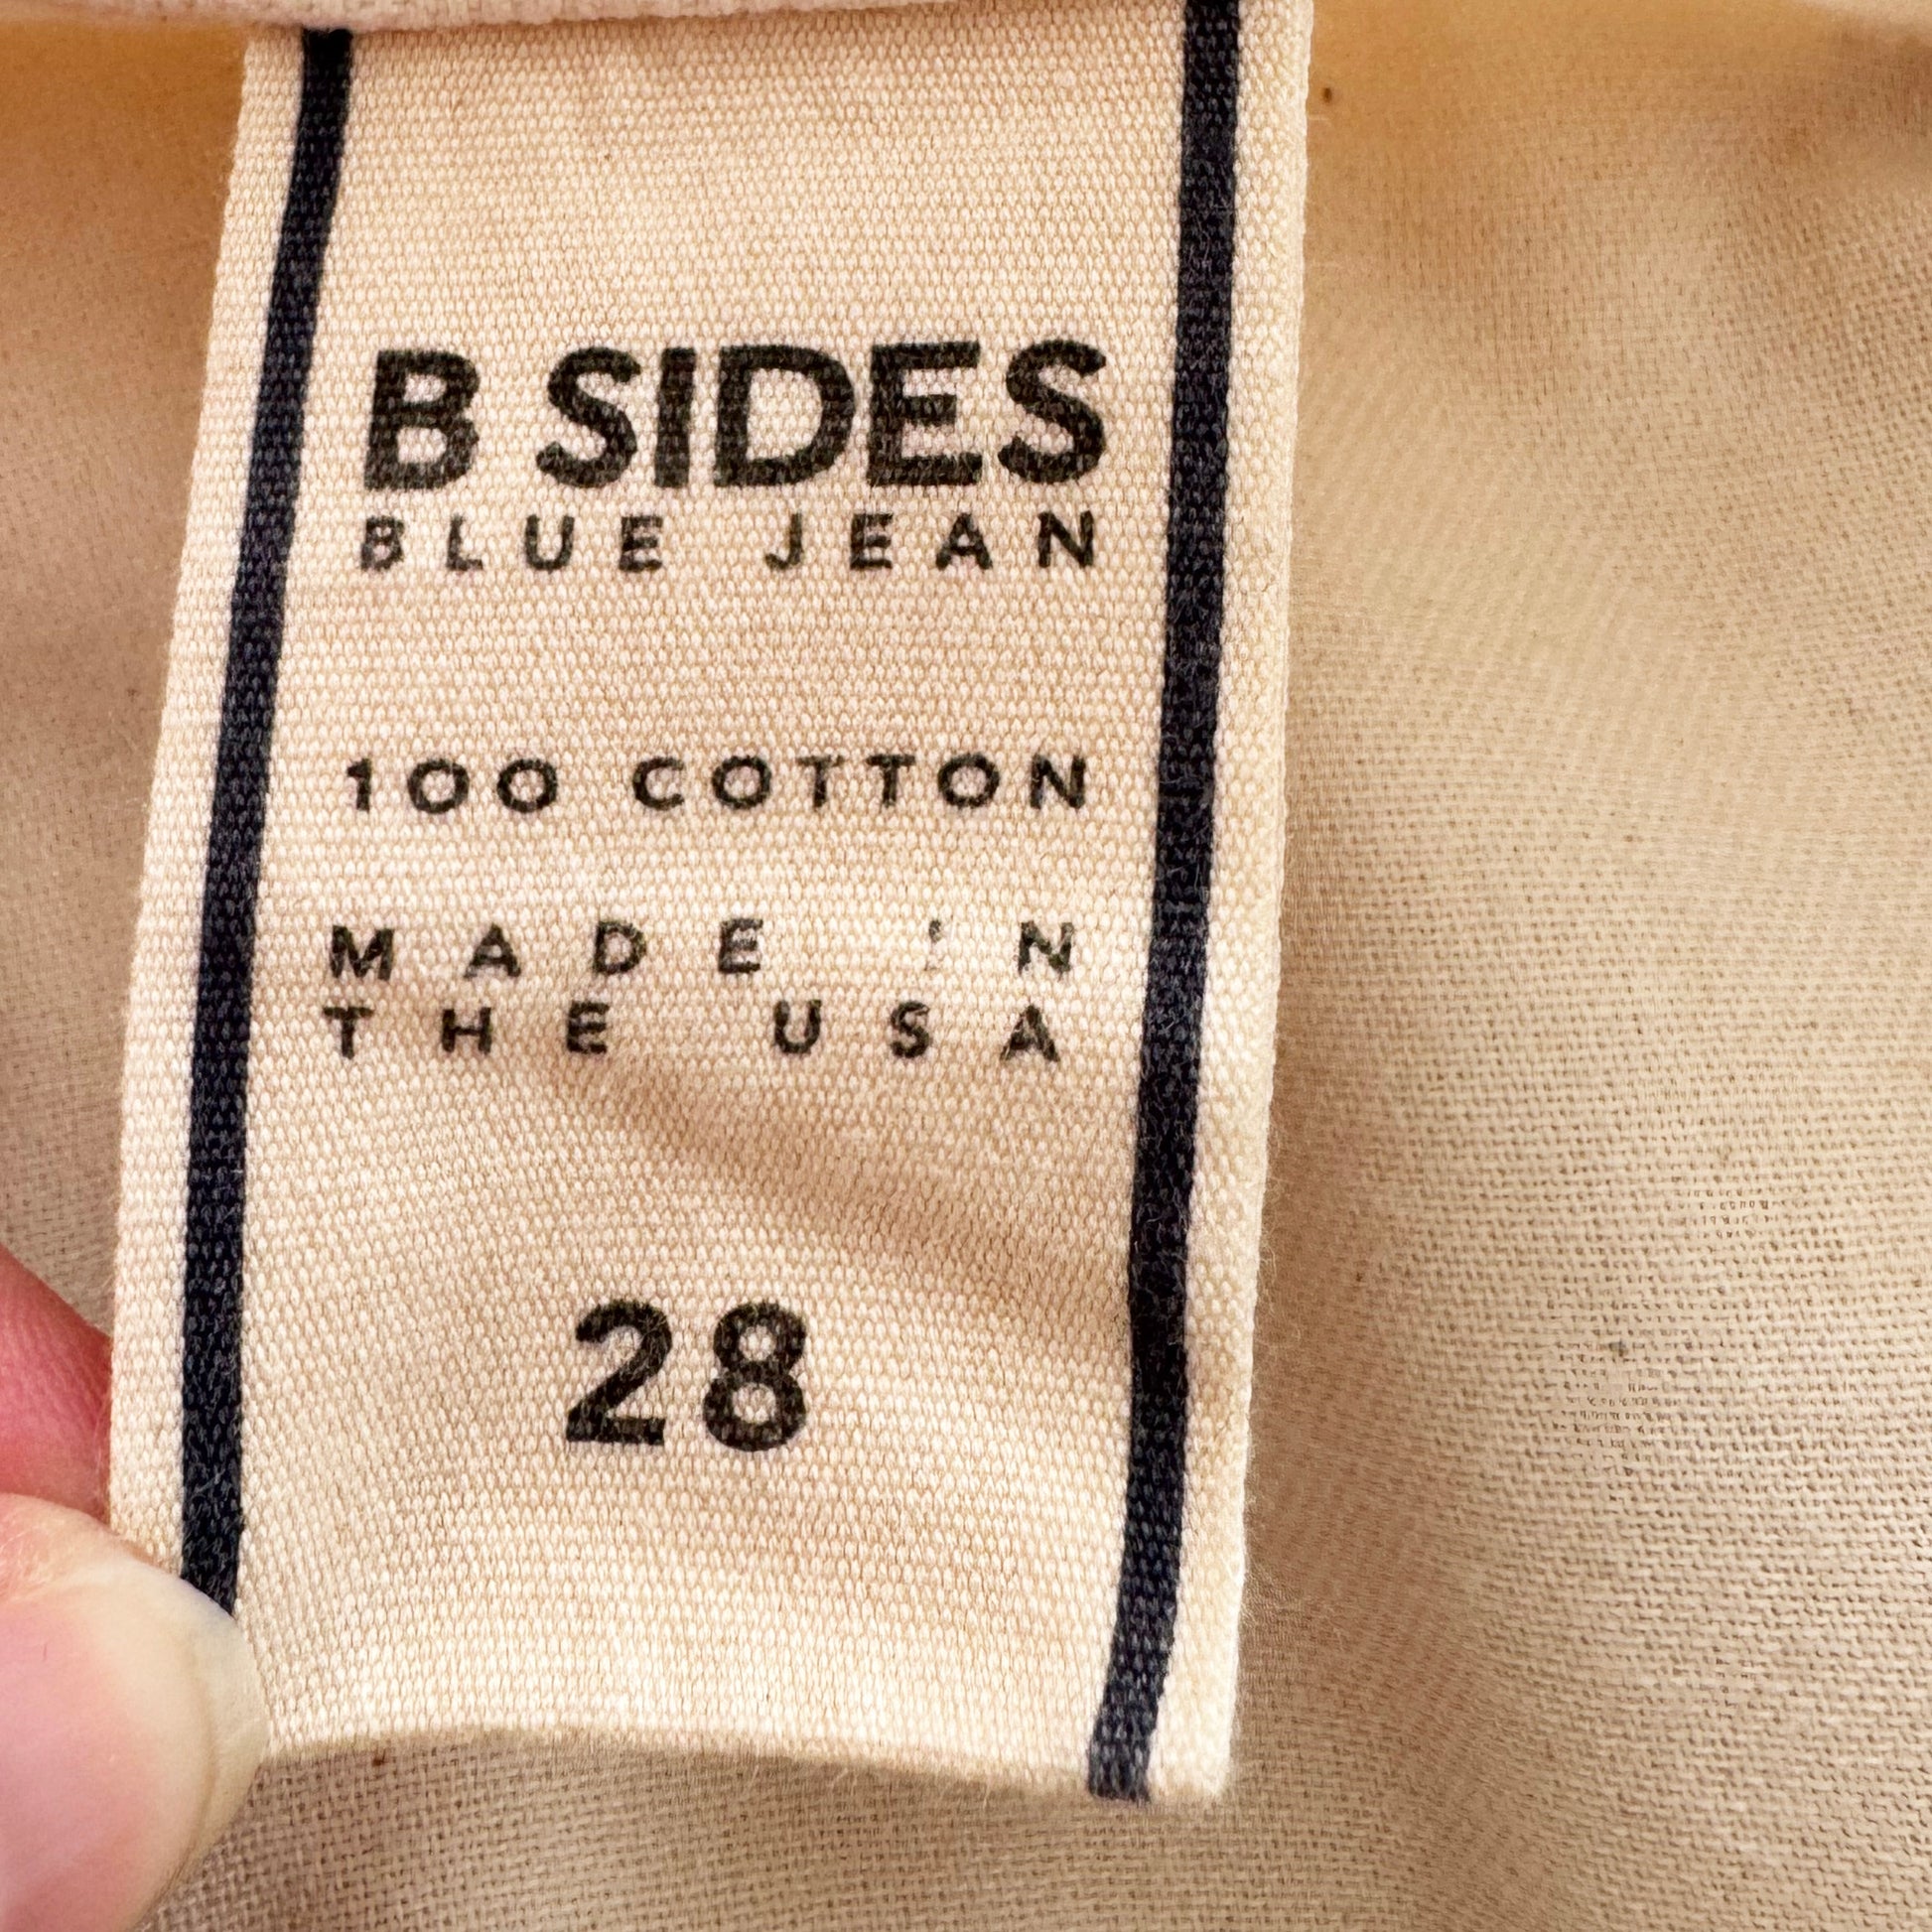 B SIDES
BLUE JEAN
100 COTTON
MADE IN
THE USA
28